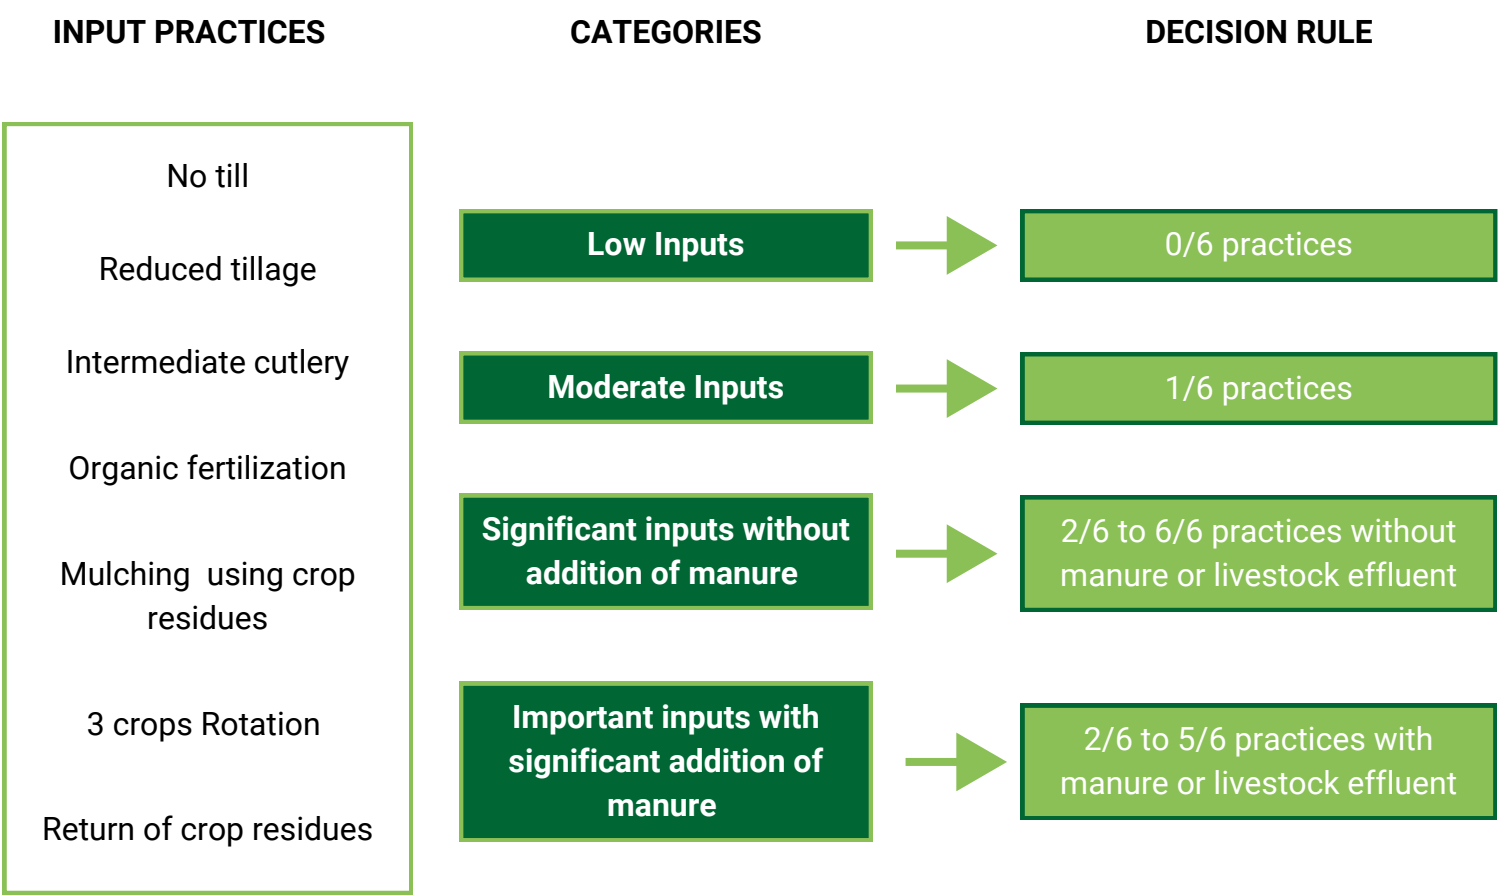 INPUT PRACTICES
CATEGORIES
DECISION RULE
No till
Reduced tillage
Intermediate cutlery
Organic fertilization
Mulching using crop
residues
3 crops Rotation
Return of crop residues
Low Inputs
0/6 practices
Moderate Inputs
1/6 practices
Significant inputs without
addition of manure
2/6 to 6/6 practices without
manure or livestock effluent
Important inputs with
significant addition of
manure
2/6 to 5/6 practices with
manure or livestock effluent